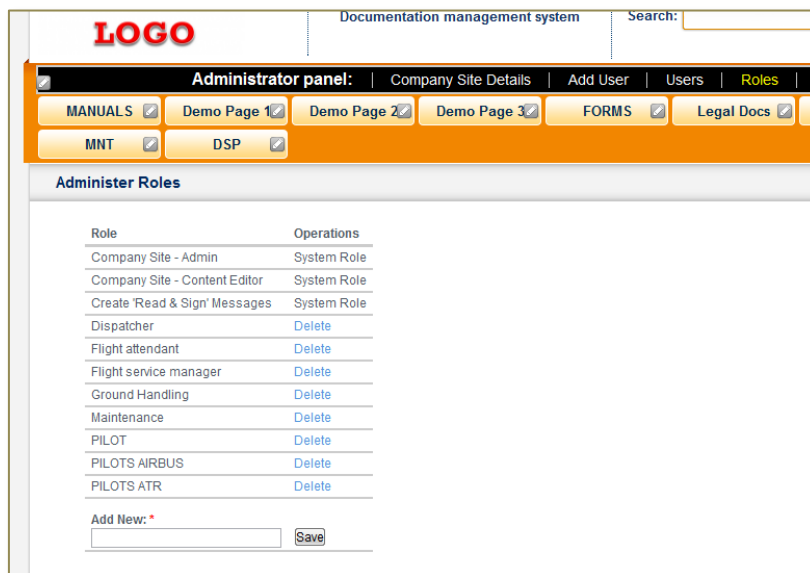 LOGO
Documentation management system
Search:
Administrator panel: | Company Site Details | Add User | Users | Roles |
MANUALS Demo Page 1 Demo Page 2 Demo Page 3 FORMS Legal Docs
MNT DSP
Administer Roles
Role Operations
Company Site - Admin System Role
Company Site - Content Editor System Role
Create 'Read & Sign' Messages System Role
Dispatcher Delete
Flight attendant Delete
Flight service manager Delete
Ground Handling Delete
Maintenance Delete
PILOT Delete
PILOTS AIRBUS Delete
PILOTS ATR Delete
Add New: *
Save